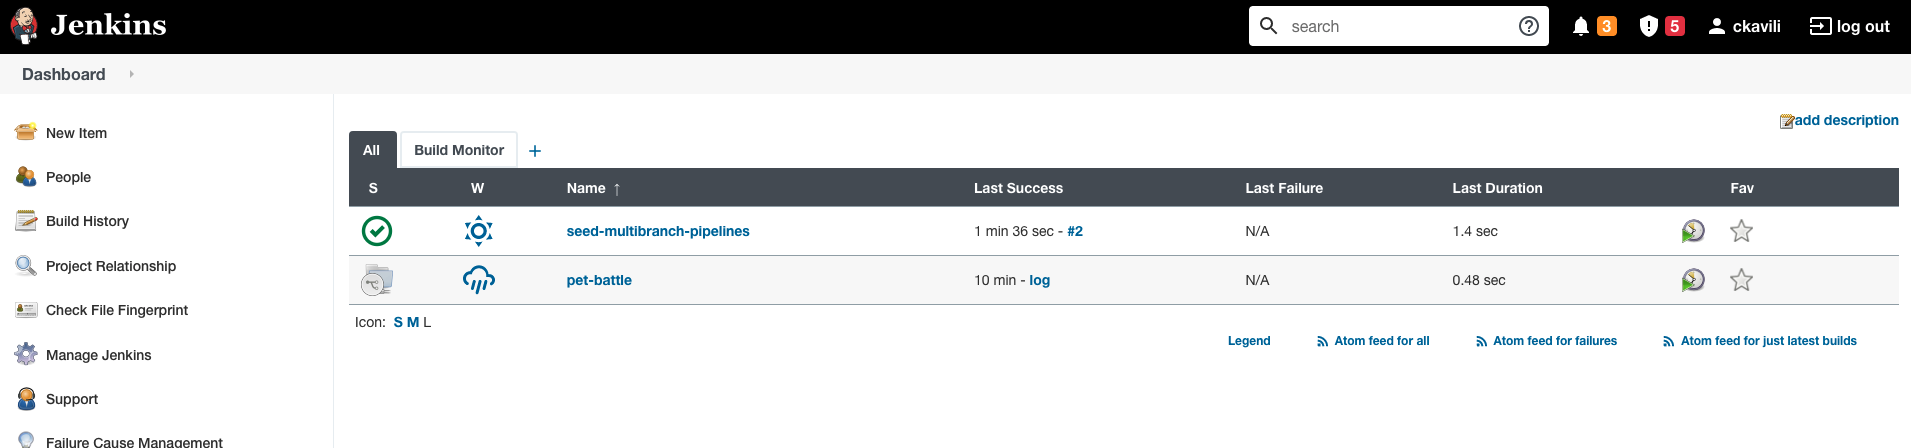 Jenkins
search
3
5
ckavili
log out
Dashboard
New Item
People
Build History
Project Relationship
Check File Fingerprint
Manage Jenkins
Support
Failure Cause Management
add description
All
Build Monitor
+
S W Name ↑ Last Success Last Failure Last Duration Fav
seed-multibranch-pipelines 1 min 36 sec - #2 N/A 1.4 sec
pet-battle 10 min - log N/A 0.48 sec
Icon: S M L
Legend Atom feed for all Atom feed for failures Atom feed for just latest builds